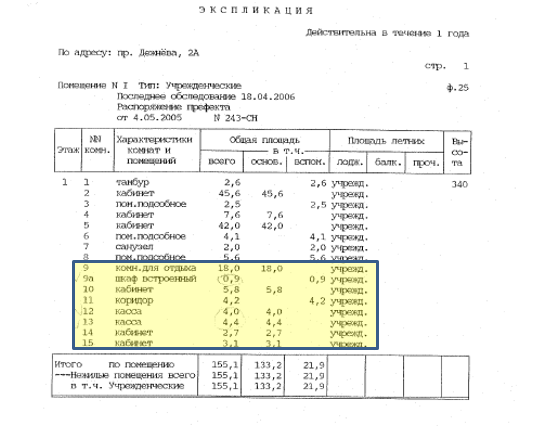 ЭКСПЛИКАЦИЯ
Действительна в течение 1 года
По адресу: пр. Дежнёва, 2А
стр. 1
Помещение N I Тип: Учрежденческие ф.25
Последнее обследование 18.04.2006
Распоряжение префекта
от 4.05.2005 N 243-СН
Этаж NN комн. Характеристики комнат и помещений Общая площадь Площадь летних Вы-со-та
в т.ч.
всего основ. вспом. лодж. балк. проч.
1 1 тамбур 2,6 2,6 учрежд. 340
2 кабинет 45,6 45,6 учрежд.
3 пом.подсобное 2,5 2,5 учрежд.
4 кабинет 7,6 7,6 учрежд.
5 кабинет 42,0 42,0 учрежд.
6 пом.подсобное 4,1 4,1 учрежд.
7 санузел 2,0 2,0 учрежд.
8 пом.подсобное 5,6 5,6 учрежд.
9 комн.для отдыха 18,0 18,0 учрежд.
9а шкаф встроенный 0,9 0,9 учрежд.
10 кабинет 5,8 5,8 учрежд.
11 коридор 4,2 4,2 учрежд.
12 касса 4,0 4,0 учрежд.
13 касса 4,4 4,4 учрежд.
14 кабинет 2,7 2,7 учрежд.
15 кабинет 3,1 3,1 учрежд.
Итого по помещению 155,1 133,2 21,9
---Нежилые помещения всего 155,1 133,2 21,9
в т.ч. Учрежденческие 155,1 133,2 21,9